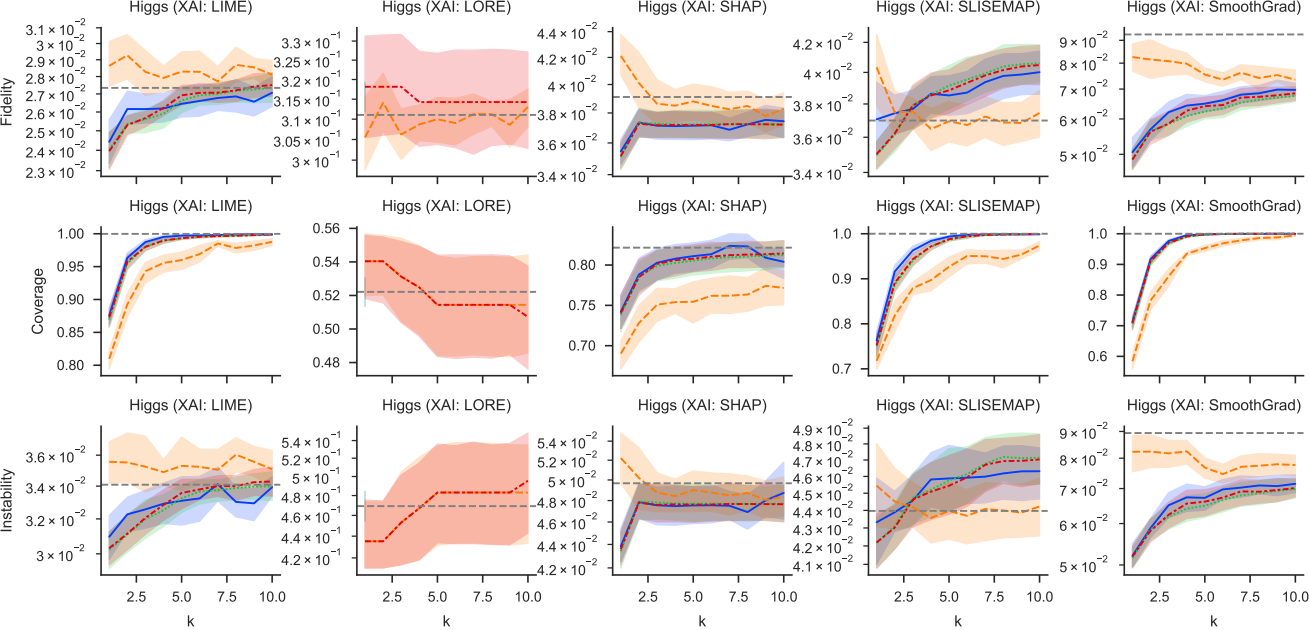 Higgs (XAI: LIME)
Higgs (XAI: LORE)
Higgs (XAI: SHAP)
Higgs (XAI: SLISEMAP)
Higgs (XAI: SmoothGrad)
Fidelity
3.1 × 10⁻²
3 × 10⁻²
2.9 × 10⁻²
2.8 × 10⁻²
2.7 × 10⁻²
2.6 × 10⁻²
2.5 × 10⁻²
2.4 × 10⁻²
2.3 × 10⁻²
3.3 × 10⁻¹
3.25 × 10⁻¹
3.2 × 10⁻¹
3.15 × 10⁻¹
3.1 × 10⁻¹
3.05 × 10⁻¹
3 × 10⁻¹
4.4 × 10⁻²
4.2 × 10⁻²
4 × 10⁻²
3.8 × 10⁻²
3.6 × 10⁻²
3.4 × 10⁻²
4.2 × 10⁻²
4 × 10⁻²
3.8 × 10⁻²
3.6 × 10⁻²
3.4 × 10⁻²
9 × 10⁻²
8 × 10⁻²
7 × 10⁻²
6 × 10⁻²
5 × 10⁻²
Higgs (XAI: LIME)
Higgs (XAI: LORE)
Higgs (XAI: SHAP)
Higgs (XAI: SLISEMAP)
Higgs (XAI: SmoothGrad)
Coverage
1.00
0.95
0.90
0.85
0.80
0.56
0.54
0.52
0.50
0.48
0.80
0.75
0.70
1.0
0.9
0.8
0.7
1.0
0.9
0.8
0.7
0.6
Higgs (XAI: LIME)
Higgs (XAI: LORE)
Higgs (XAI: SHAP)
Higgs (XAI: SLISEMAP)
Higgs (XAI: SmoothGrad)
Instability
3.6 × 10⁻²
3.4 × 10⁻²
3.2 × 10⁻²
3 × 10⁻²
5.4 × 10⁻¹
5.2 × 10⁻¹
5 × 10⁻¹
4.8 × 10⁻¹
4.6 × 10⁻¹
4.4 × 10⁻¹
4.2 × 10⁻¹
5.4 × 10⁻²
5.2 × 10⁻²
5 × 10⁻²
4.8 × 10⁻²
4.6 × 10⁻²
4.4 × 10⁻²
4.2 × 10⁻²
4.9 × 10⁻²
4.8 × 10⁻²
4.7 × 10⁻²
4.6 × 10⁻²
4.5 × 10⁻²
4.4 × 10⁻²
4.3 × 10⁻²
4.2 × 10⁻²
4.1 × 10⁻²
9 × 10⁻²
8 × 10⁻²
7 × 10⁻²
6 × 10⁻²
5 × 10⁻²
2.5 5.0 7.5 10.0
2.5 5.0 7.5 10.0
2.5 5.0 7.5 10.0
2.5 5.0 7.5 10.0
2.5 5.0 7.5 10.0
k
k
k
k
k